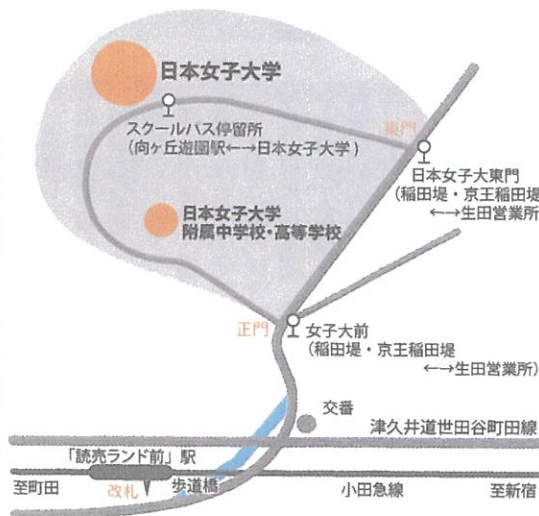 日本女子大学
スクールバス停留所
(向ヶ丘遊園駅←→日本女子大学)
東門
日本女子大東門
(稲田堤・京王稲田堤
←→生田営業所
日本女子大学
附属中学校・高等学校
正門
女子大前
(稲田堤・京王稲田堤
←→生田営業所)
交番
津久井道世田谷町田線
「読売ランド前」駅
至町田
改札
歩道橋
小田急線
至新宿